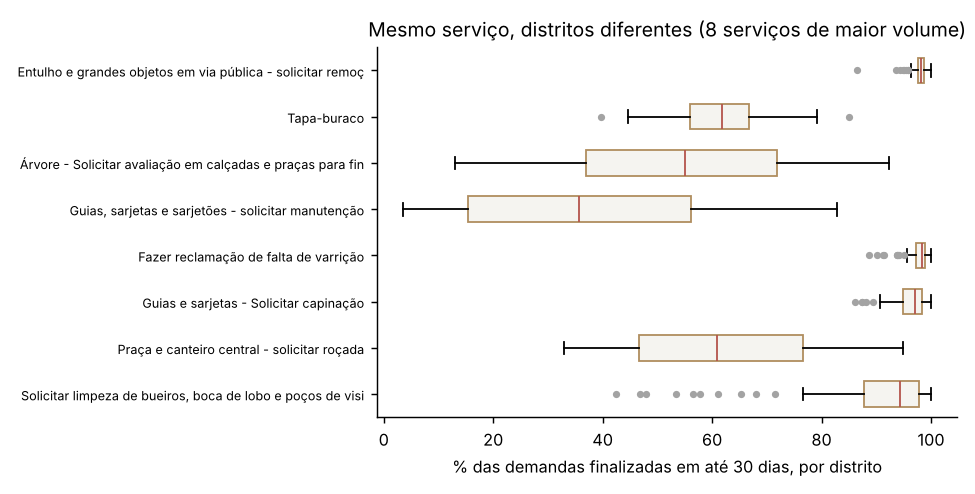 Mesmo serviço, distritos diferentes (8 serviços de maior volume)
Entulho e grandes objetos em via pública - solicitar remoç
Tapa-buraco
Árvore - Solicitar avaliação em calçadas e praças para fin
Guias, sarjetas e sarjetões - solicitar manutenção
Fazer reclamação de falta de varrição
Guias e sarjetas - Solicitar capinação
Praça e canteiro central - solicitar roçada
Solicitar limpeza de bueiros, boca de lobo e poços de visi
0 20 40 60 80 100
% das demandas finalizadas em até 30 dias, por distrito